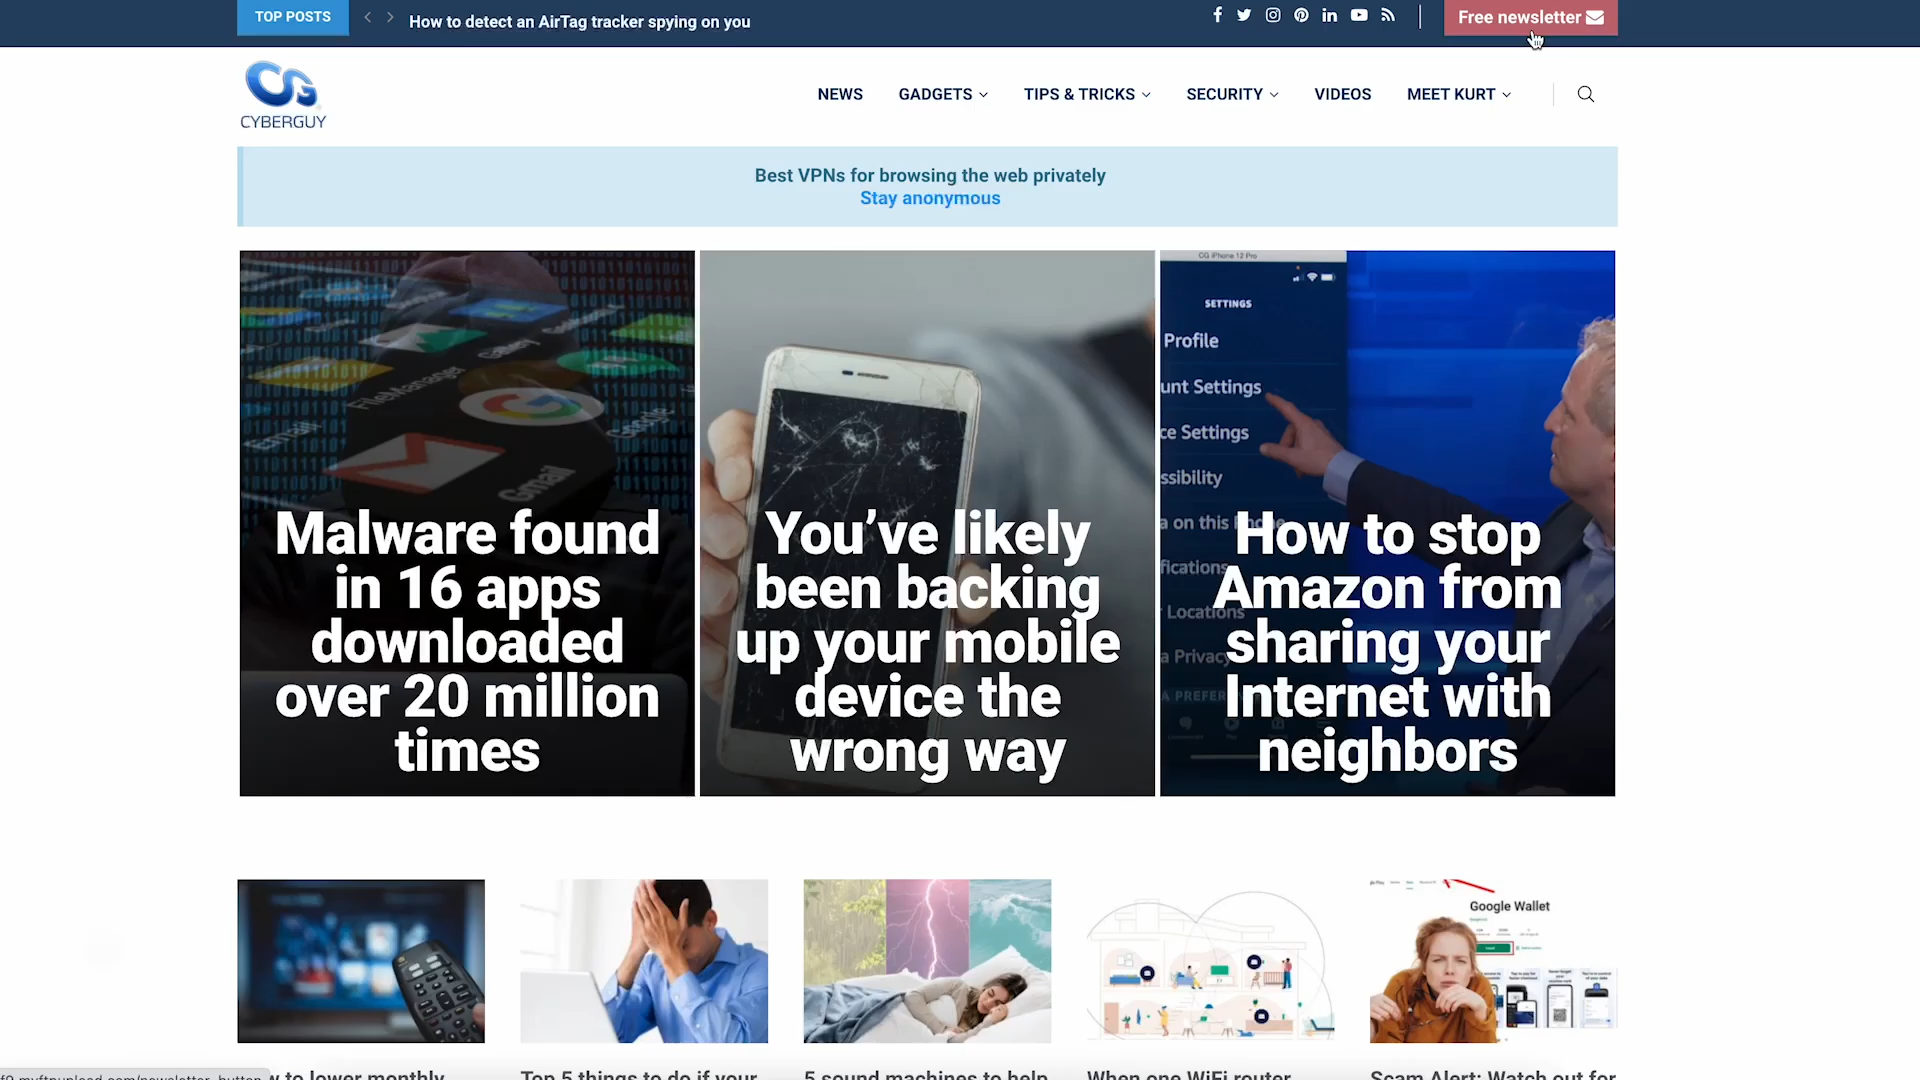 TOP POSTS
How to detect an AirTag tracker spying on you
Free newsletter
CYBERGUY
NEWS
GADGETS
TIPS & TRICKS
SECURITY
VIDEOS
MEET KURT
Best VPNs for browsing the web privately
Stay anonymous
Malware found
in 16 apps
downloaded
over 20 million
times
FileManager
Gmail
Google
You've likely
been backing
up your mobile
device the
wrong way
CG iPhone 12 Pro
SETTINGS
Profile
unt Settings
ce Settings
ssibility
a on this
fications
Locations
a Privacy
A PREFER
How to stop
Amazon from
sharing your
Internet with
neighbors
Google Wallet
w to lower monthly
Top 5 things to do if your
5 sound machines to help
When one WiFi router
Scam Alert: Watch out for